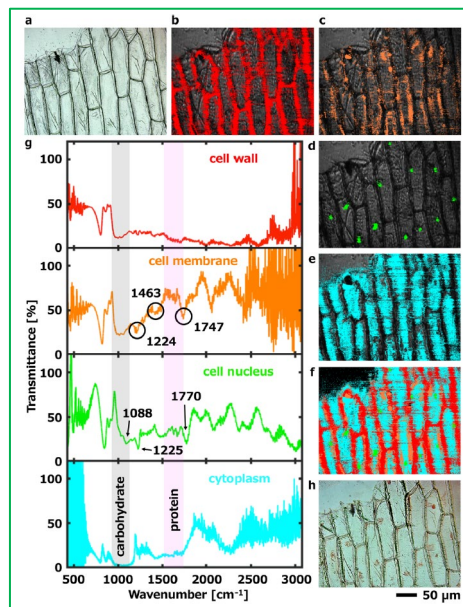 a
b
c
g
100
cell wall
50
0
100
cell membrane
1463
50
1747
1224
0
100
cell nucleus
1770
1088
50
1225
0
100
cytoplasm
50
carbohydrate
protein
0
500 1000 1500 2000 2500 3000
Wavenumber [cm⁻¹]
Transmittance [%]
d
e
f
h
50 µm